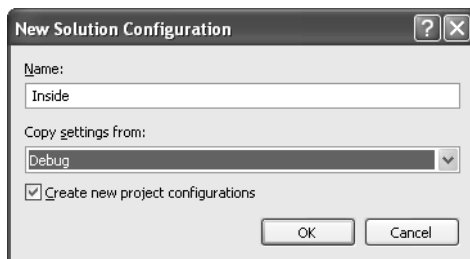 New Solution Configuration
Name:
Inside
Copy settings from:
Debug
Create new project configurations
OK Cancel